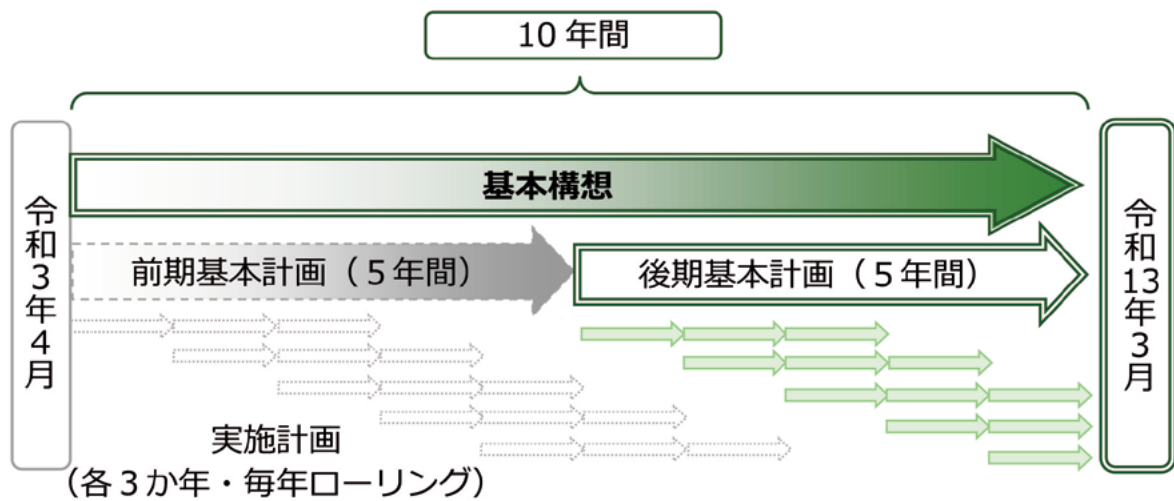 10 年間
令和３年４月
基本構想
前期基本計画（５年間）
後期基本計画（５年間）
令和13年３月
実施計画
（各３か年・毎年ローリング）